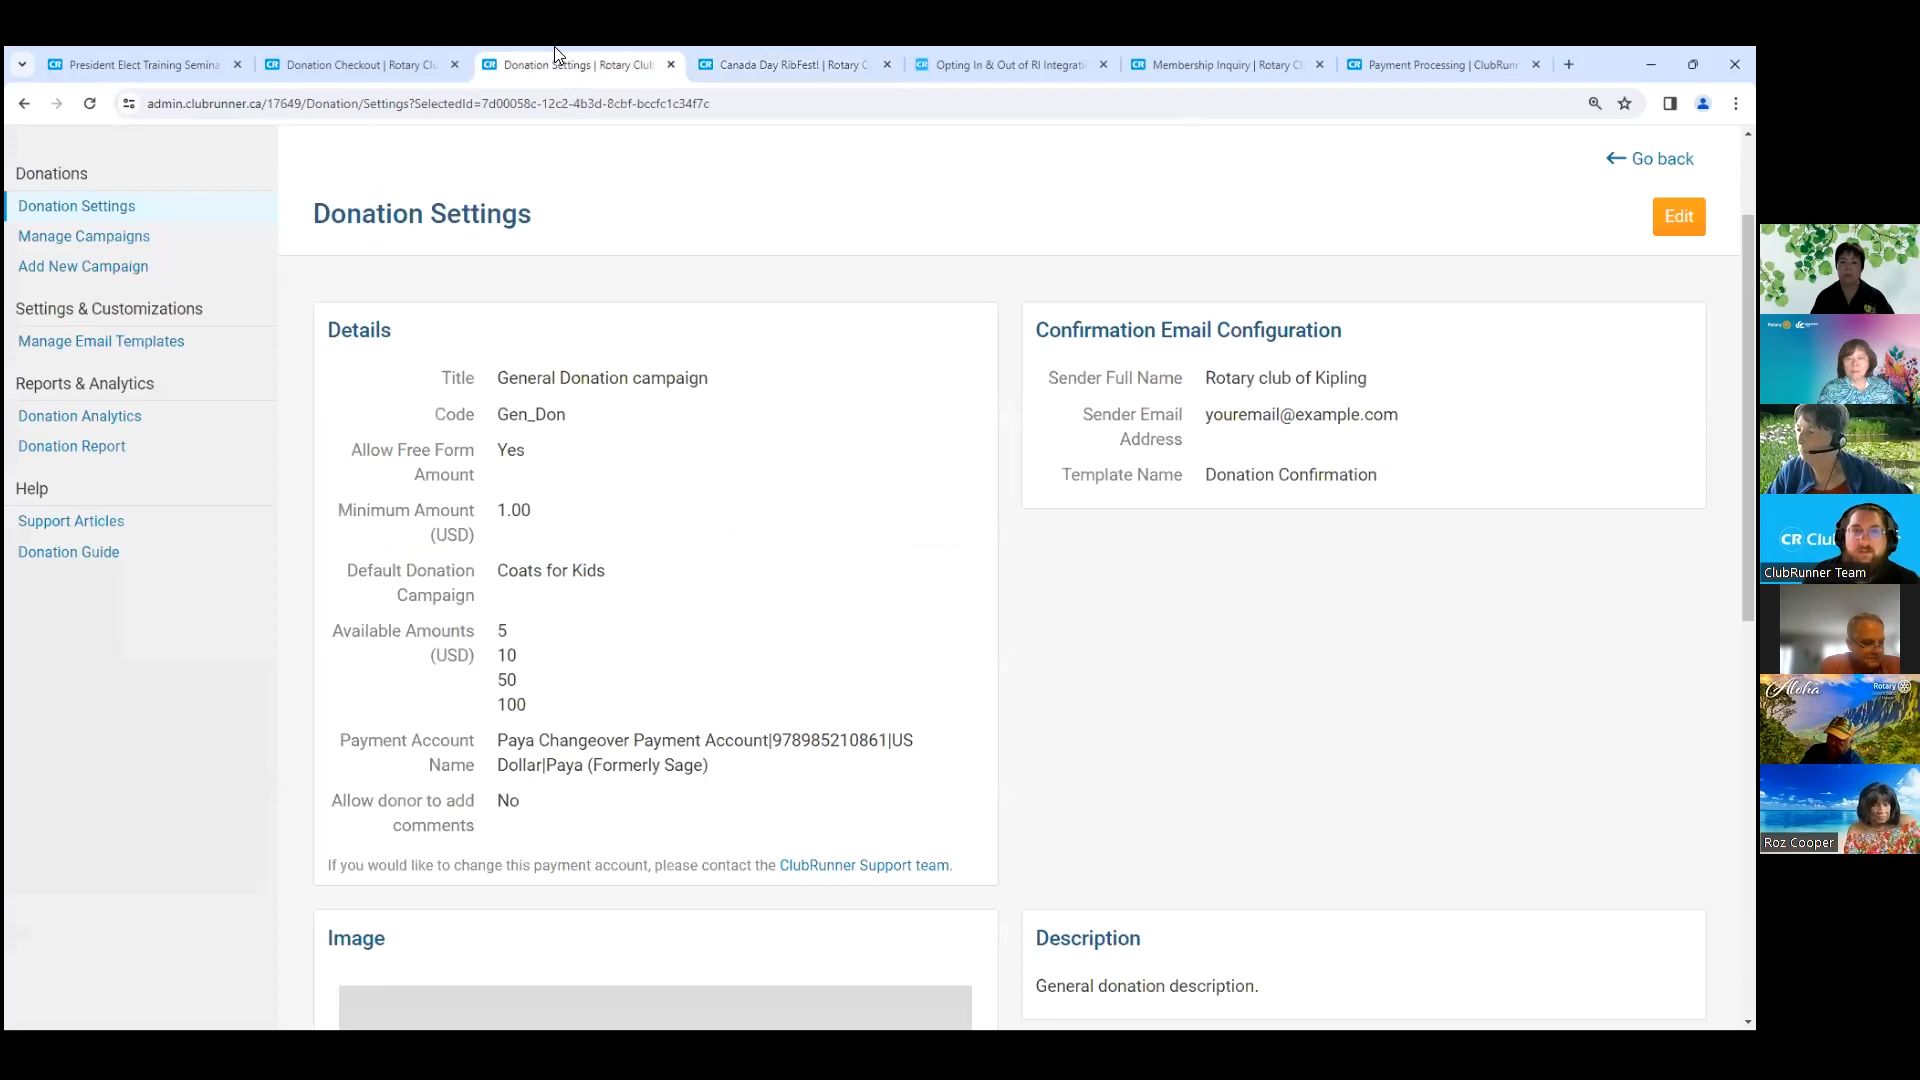 President Elect Training Semina
Donation Checkout | Rotary Clu
Donation Settings | Rotary Club
Canada Day RibFest! | Rotary C
Opting In & Out of RI Integrati
Membership Inquiry | Rotary C
Payment Processing | ClubRunn
admin.clubrunner.ca/17649/Donation/Settings?SelectedId=7d00058c-12c2-4b3d-8cbf-bccfc1c34f7c
Donations
Donation Settings
Manage Campaigns
Add New Campaign
Settings & Customizations
Manage Email Templates
Reports & Analytics
Donation Analytics
Donation Report
Help
Support Articles
Donation Guide
Go back
Donation Settings
Edit
Details
Title General Donation campaign
Code Gen_Don
Allow Free Form Yes
Amount
Minimum Amount 1.00
(USD)
Default Donation Coats for Kids
Campaign
Available Amounts 5
(USD) 10
50
100
Payment Account Paya Changeover Payment Account|978985210861|US
Name Dollar|Paya (Formerly Sage)
Allow donor to add No
comments
If you would like to change this payment account, please contact the ClubRunner Support team.
Confirmation Email Configuration
Sender Full Name Rotary club of Kipling
Sender Email youremail@example.com
Address
Template Name Donation Confirmation
Image
Description
General donation description.
Rotary
CR Clu
ClubRunner Team
Aloha
Rotary
Roz Cooper